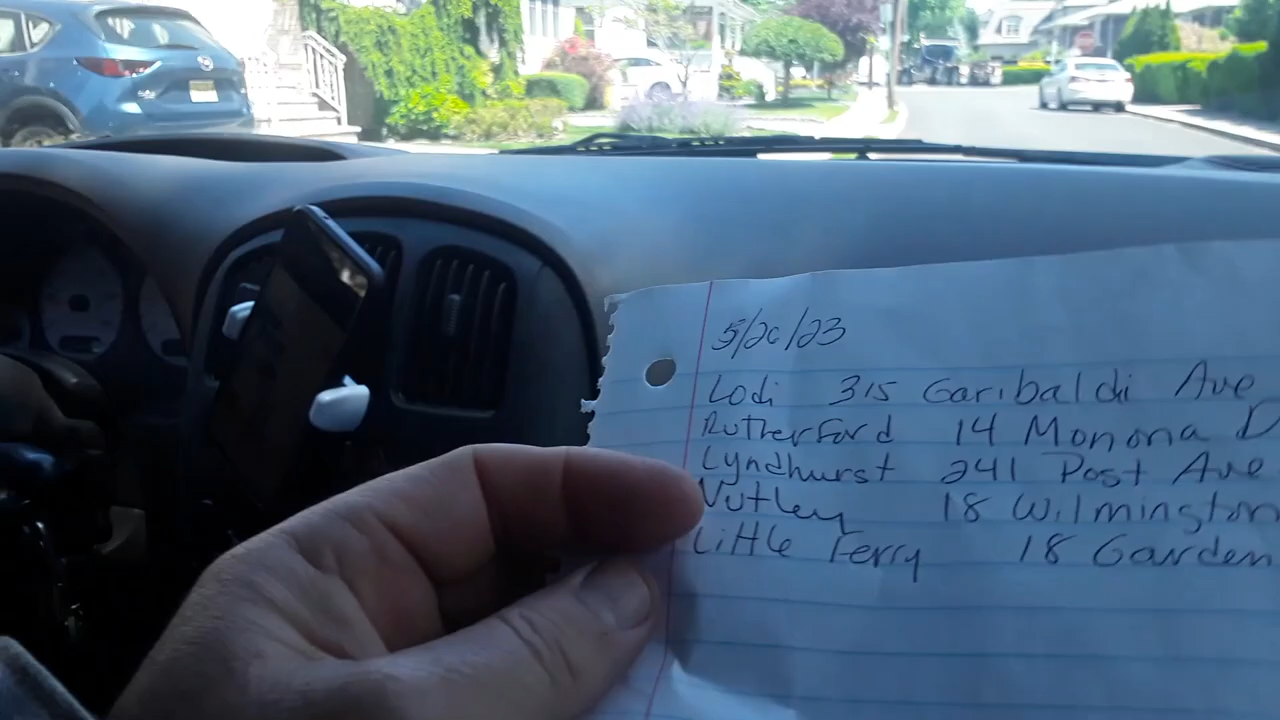 5/26/23
Lodi 315 Garibaldi Ave
Rutherford 14 Monona D
Lyndhurst 241 Post Ave
Nutley 18 Wilmington
Little Ferry 18 Garden